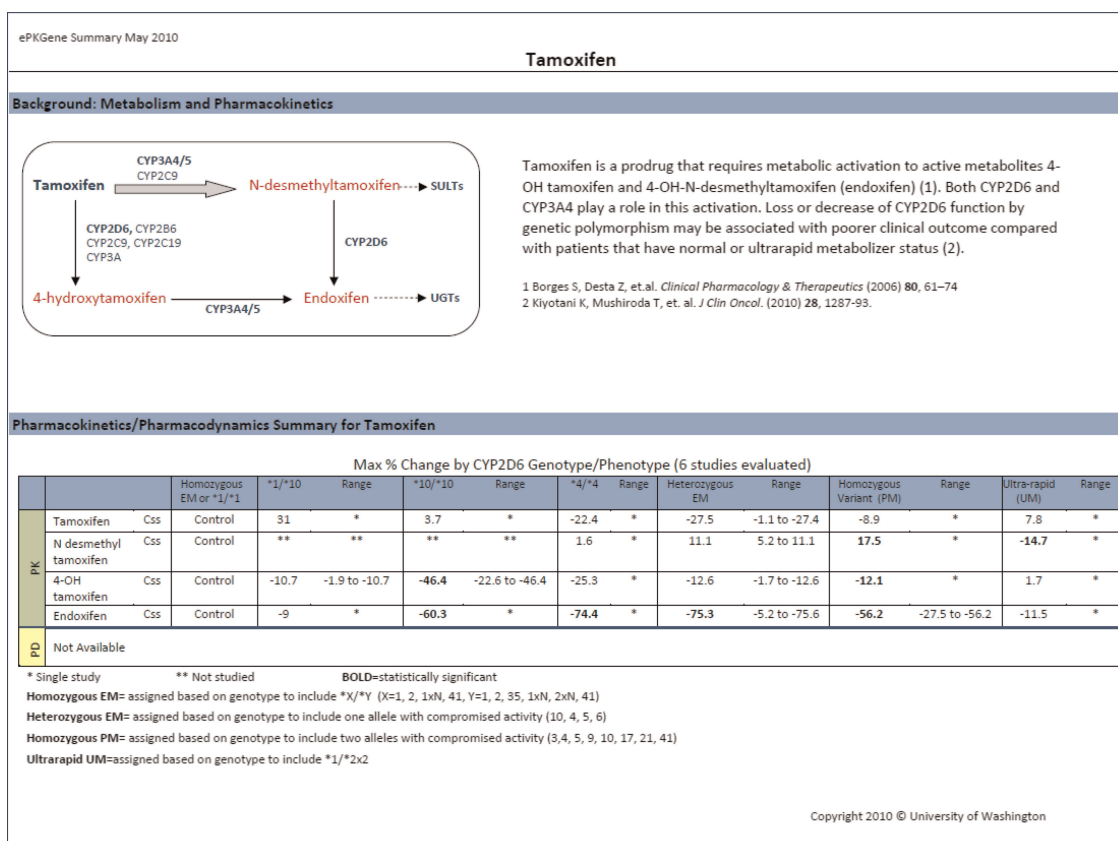 ePKGene Summary May 2010
Tamoxifen
Background: Metabolism and Pharmacokinetics
CYP3A4/5
CYP2C9
Tamoxifen
N-desmethyltamoxifen
SULTs
CYP2D6, CYP2B6
CYP2C9, CYP2C19
CYP3A
CYP2D6
4-hydroxytamoxifen
CYP3A4/5
Endoxifen
UGTs
Tamoxifen is a prodrug that requires metabolic activation to active metabolites 4-
OH tamoxifen and 4-OH-N-desmethyltamoxifen (endoxifen) (1). Both CYP2D6 and
CYP3A4 play a role in this activation. Loss or decrease of CYP2D6 function by
genetic polymorphism may be associated with poorer clinical outcome compared
with patients that have normal or ultrarapid metabolizer status (2).
1 Borges S, Desta Z, et.al. Clinical Pharmacology & Therapeutics (2006) 80, 61–74
2 Kiyotani K, Mushiroda T, et. al. J Clin Oncol. (2010) 28, 1287-93.
Pharmacokinetics/Pharmacodynamics Summary for Tamoxifen
Max % Change by CYP2D6 Genotype/Phenotype (6 studies evaluated)
Homozygous *1/*10 Range *10/*10 Range *4/*4 Range Heterozygous Range Homozygous Range Ultra-rapid Range
EM or *1/*1 EM Variant (PM) (UM)
PK
Tamoxifen Css Control 31 * 3.7 * -22.4 * -27.5 -1.1 to -27.4 -8.9 * 7.8 *
N desmethyl Css Control ** ** ** ** 1.6 * 11.1 5.2 to 11.1 17.5 * -14.7 *
tamoxifen
4-OH Css Control -10.7 -1.9 to -10.7 -46.4 -22.6 to -46.4 -25.3 * -12.6 -1.7 to -12.6 -12.1 * 1.7 *
tamoxifen
Endoxifen Css Control -9 * -60.3 * -74.4 * -75.3 -5.2 to -75.6 -56.2 -27.5 to -56.2 -11.5 *
PD
Not Available
* Single study ** Not studied BOLD=statistically significant
Homozygous EM= assigned based on genotype to include *X/*Y (X=1, 2, 1xN, 41, Y=1, 2, 35, 1xN, 2xN, 41)
Heterozygous EM= assigned based on genotype to include one allele with compromised activity (10, 4, 5, 6)
Homozygous PM= assigned based on genotype to include two alleles with compromised activity (3,4, 5, 9, 10, 17, 21, 41)
Ultrarapid UM=assigned based on genotype to include *1/*2x2
Copyright 2010 © University of Washington